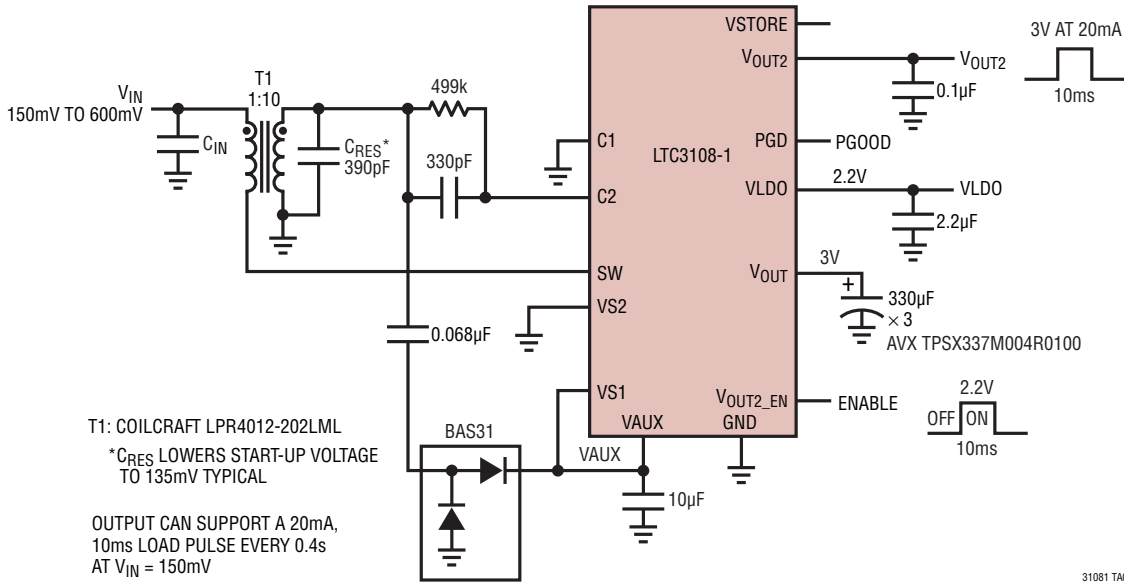 VSTORE
VOUT2
VOUT2
3V AT 20mA
10ms
0.1µF
T1
1:10
499k
VIN
150mV TO 600mV
CIN
CRES*
390pF
330pF
C1
C2
LTC3108-1
PGD
PGOOD
VLDO
2.2V
VLDO
2.2µF
SW
VS2
VOUT
3V
+
330µF
× 3
AVX TPSX337M004R0100
0.068µF
VS1
VOUT2_EN
ENABLE
2.2V
OFF
ON
10ms
VAUX
GND
BAS31
VAUX
10µF
T1: COILCRAFT LPR4012-202LML
*CRES LOWERS START-UP VOLTAGE
TO 135mV TYPICAL
OUTPUT CAN SUPPORT A 20mA,
10ms LOAD PULSE EVERY 0.4s
AT VIN = 150mV